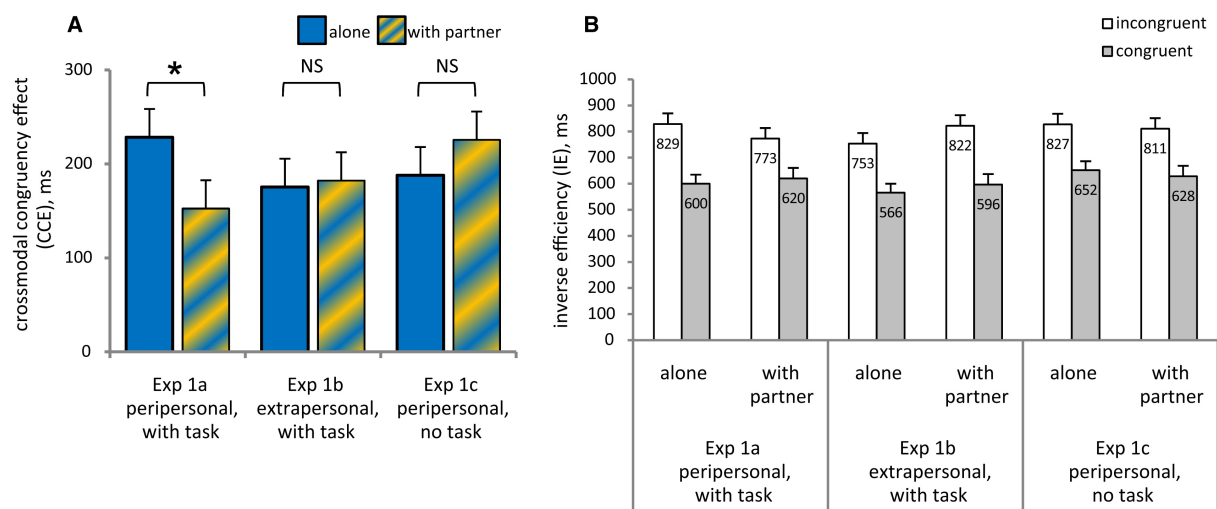 A
alone
with partner
crossmodal congruency effect
(CCE), ms
300
200
100
0
*
NS
NS
Exp 1a
peripersonal,
with task
Exp 1b
extrapersonal,
with task
Exp 1c
peripersonal,
no task
B
incongruent
congruent
inverse efficiency (IE), ms
1000
900
800
700
600
500
400
300
200
100
0
829
600
773
620
753
566
822
596
827
652
811
628
alone
with
partner
alone
with
partner
alone
with
partner
Exp 1a
peripersonal,
with task
Exp 1b
extrapersonal,
with task
Exp 1c
peripersonal,
no task